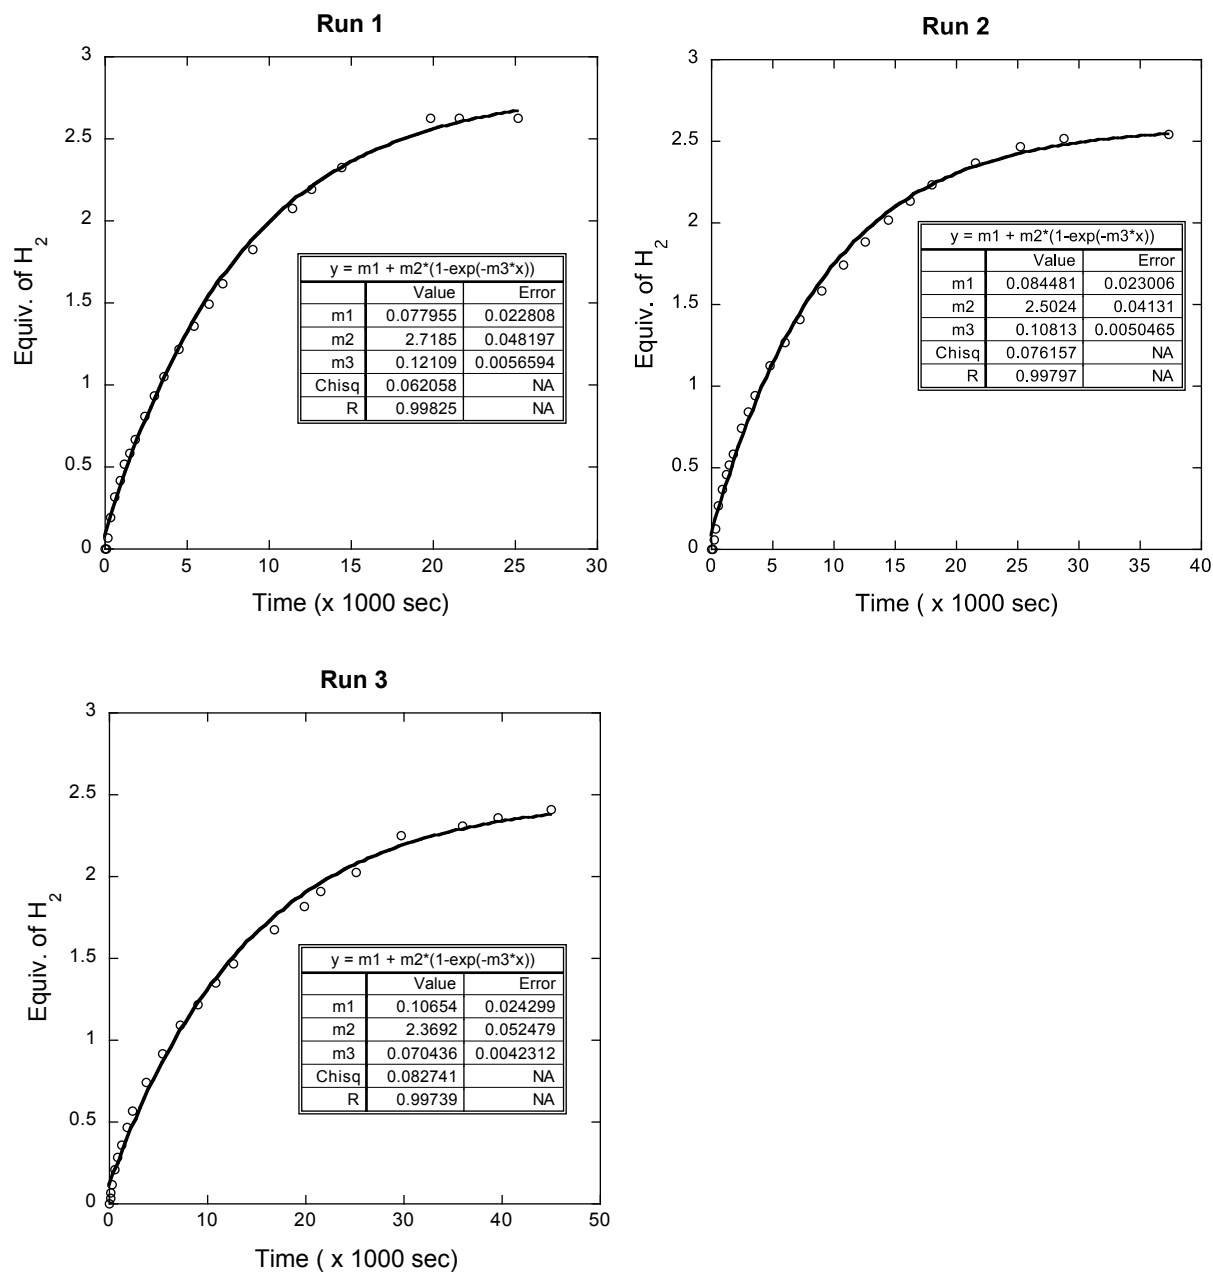 Run 1
3
2.5
2
1.5
1
0.5
0
0 5 10 15 20 25 30
Equiv. of H2
Time (x 1000 sec)
y = m1 + m2*(1-exp(-m3*x))
Value Error
m1 0.077955 0.022808
m2 2.7185 0.048197
m3 0.12109 0.0056594
Chisq 0.062058 NA
R 0.99825 NA
Run 2
3
2.5
2
1.5
1
0.5
0
0 5 10 15 20 25 30 35 40
Equiv. of H2
Time ( x 1000 sec)
y = m1 + m2*(1-exp(-m3*x))
Value Error
m1 0.084481 0.023006
m2 2.5024 0.04131
m3 0.10813 0.0050465
Chisq 0.076157 NA
R 0.99797 NA
Run 3
3
2.5
2
1.5
1
0.5
0
0 10 20 30 40 50
Equiv. of H2
Time ( x 1000 sec)
y = m1 + m2*(1-exp(-m3*x))
Value Error
m1 0.10654 0.024299
m2 2.3692 0.052479
m3 0.070436 0.0042312
Chisq 0.082741 NA
R 0.99739 NA